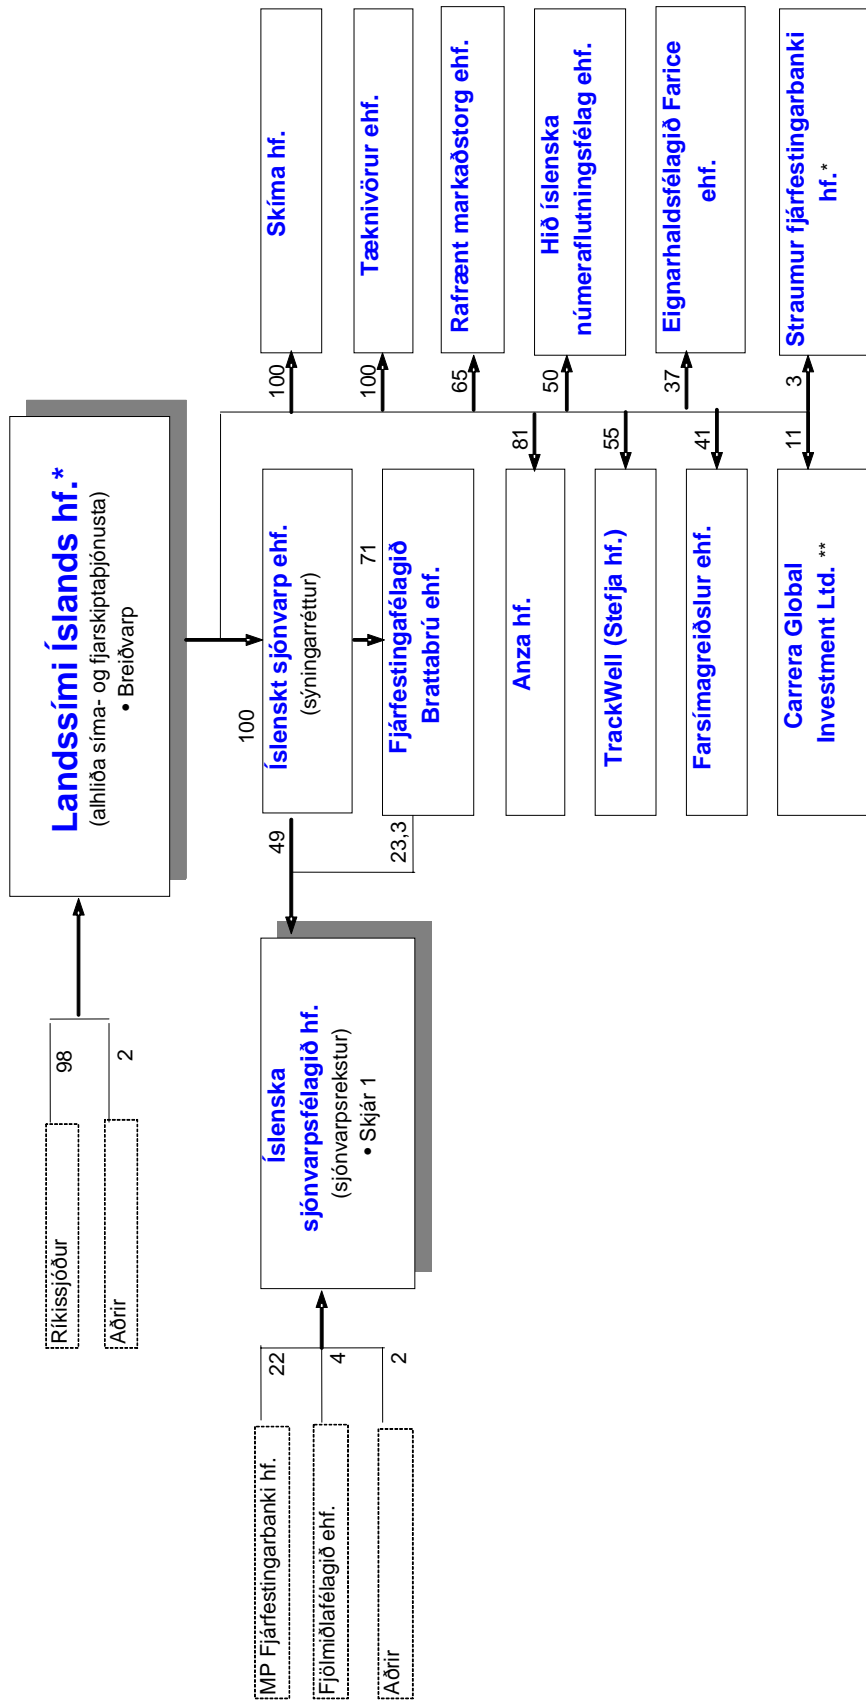 Landssími Íslands hf.*
(alhliða síma- og fjarskiptaþjónusta)
• Breiðvarp
Ríkissjóður
98
Aðrir
2
MP Fjárfestingarbanki hf.
22
Fjölmiðlafélagið ehf.
4
Aðrir
2
Íslenska
sjónvarpsfélagið hf.
(sjónvarpsrekstur)
• Skjár 1
49
23,3
100
Íslenskt sjónvarp ehf.
(sýningarréttur)
71
Fjárfestingafélagið
Brattabrú ehf.
81
Anza hf.
55
TrackWell (Stefja hf.)
41
Farsímagreiðslur ehf.
11
Carrera Global
Investment Ltd. **
100
Skíma hf.
100
Tæknivörur ehf.
65
Rafrænt markaðstorg ehf.
50
Hið íslenska
númeraflutningsfélag ehf.
37
Eignarhaldsfélagið Farice
ehf.
3
Straumur fjárfestingarbanki
hf.*